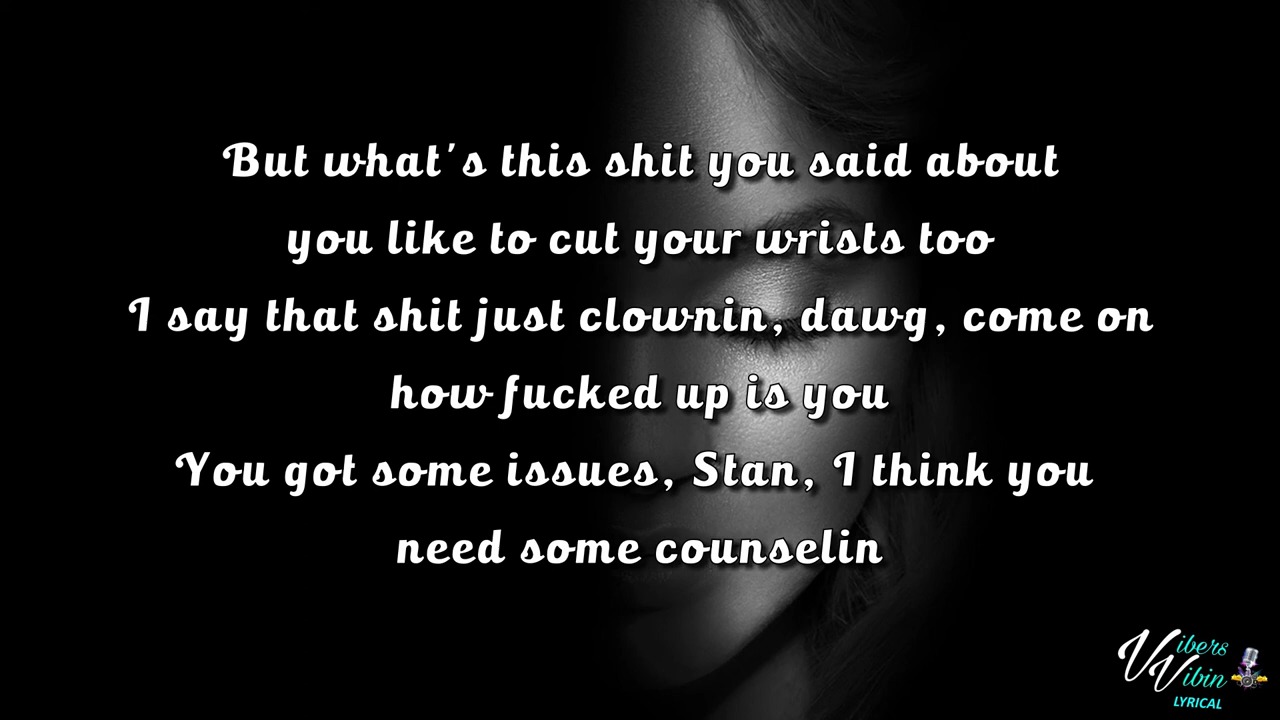 But what's this shit you said about
you like to cut your wrists too
I say that shit just clownin, dawg, come on
how fucked up is you
You got some issues, Stan, I think you
need some counselin
Vibers
Vibin
LYRICAL